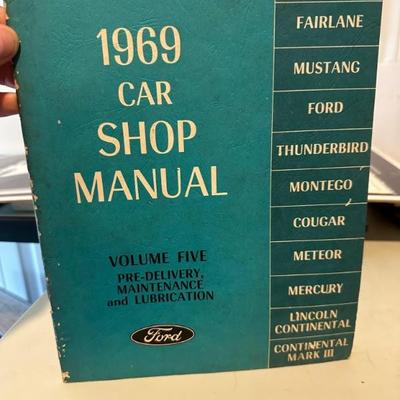 1969
CAR
SHOP
MANUAL
VOLUME FIVE
PRE-DELIVERY,
MAINTENANCE
and LUBRICATION
Ford
FAIRLANE
MUSTANG
FORD
THUNDERBIRD
MONTEGO
COUGAR
METEOR
MERCURY
LINCOLN
CONTINENTAL
CONTINENTAL
MARK III